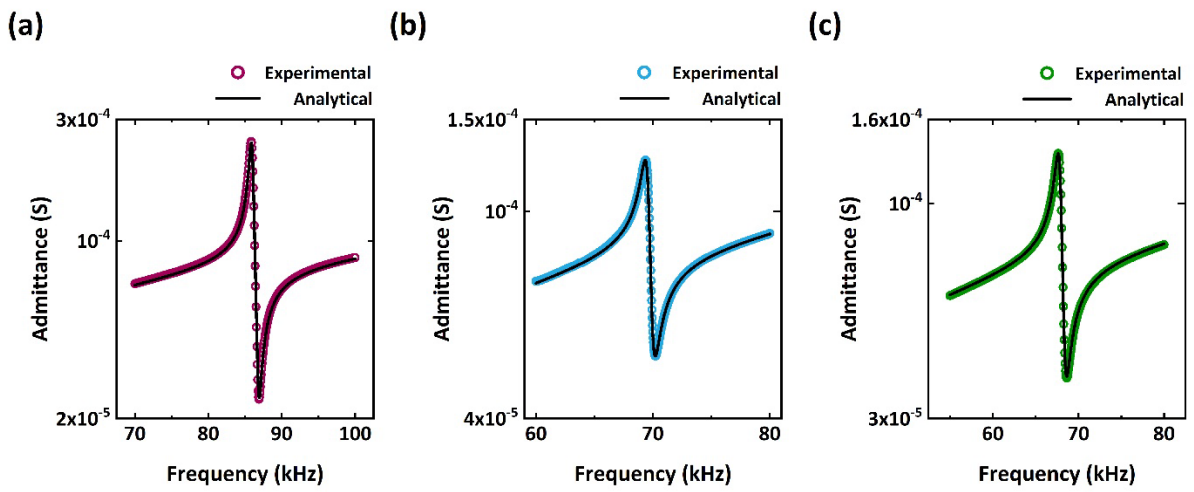 (a)
Experimental
Analytical
3x10⁻⁴
10⁻⁴
2x10⁻⁵
Admittance (S)
70 80 90 100
Frequency (kHz)
(b)
Experimental
Analytical
1.5x10⁻⁴
10⁻⁴
4x10⁻⁵
Admittance (S)
60 70 80
Frequency (kHz)
(c)
Experimental
Analytical
1.6x10⁻⁴
10⁻⁴
3x10⁻⁵
Admittance (S)
60 70 80
Frequency (kHz)